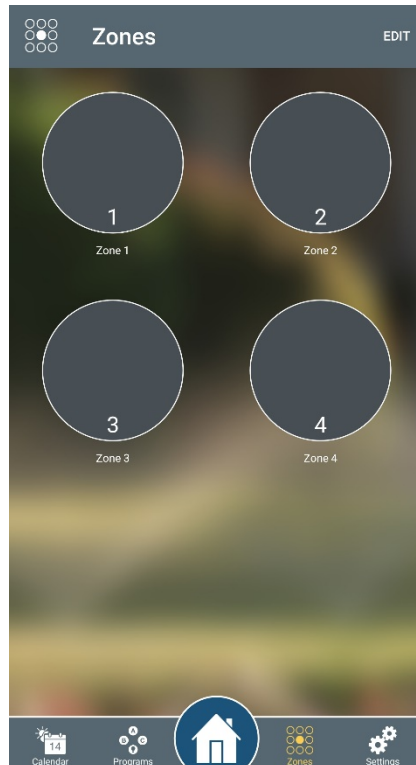 Zones
EDIT
1
2
Zone 1
Zone 2
3
4
Zone 3
Zone 4
14
A
B
C
Calendar
Programs
Zones
Settings